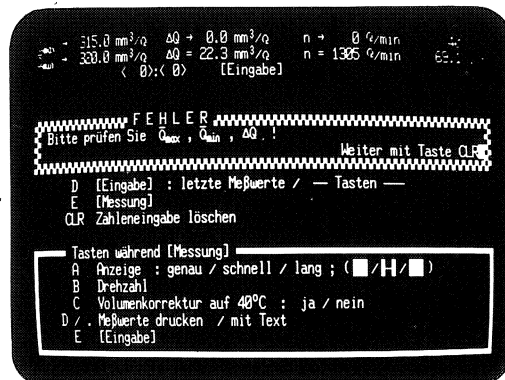 → 315.0 mm³/Q ΔQ → 0.0 mm³/Q n → 0 Q/min
→ 320.0 mm³/Q ΔQ = 22.3 mm³/Q n = 1305 Q/min
< 0>:< 0> [Eingabe]
FEHLER
Bitte prüfen Sie Q̄max , Q̄min , ΔQ !
Weiter mit Taste CLR
D [Eingabe] : letzte Meßwerte / — Tasten —
E [Messung]
CLR Zahleneingabe löschen
Tasten während [Messung]
A Anzeige : genau / schnell / lang ; (█/H/█)
B Drehzahl
C Volumenkorrektur auf 40°C : ja / nein
D / . Meßwerte drucken / mit Text
E [Eingabe]